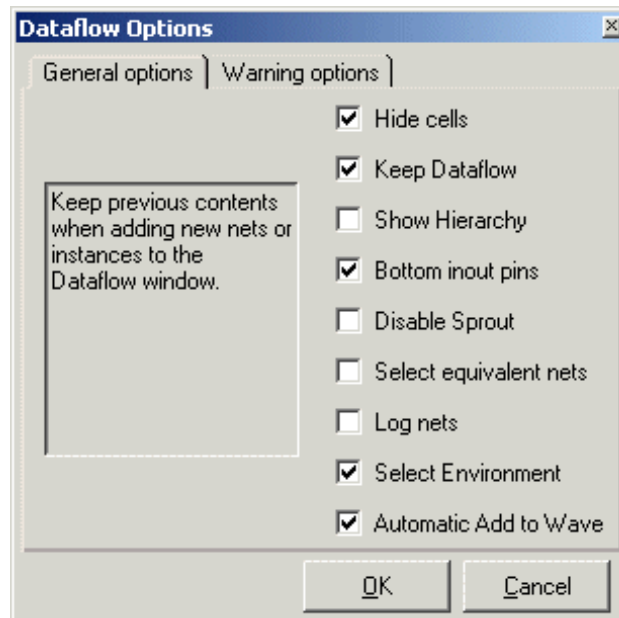 Dataflow Options
General options
Warning options
Hide cells
Keep Dataflow
Show Hierarchy
Bottom inout pins
Disable Sprout
Select equivalent nets
Log nets
Select Environment
Automatic Add to Wave
Keep previous contents
when adding new nets or
instances to the
Dataflow window.
OK
Cancel